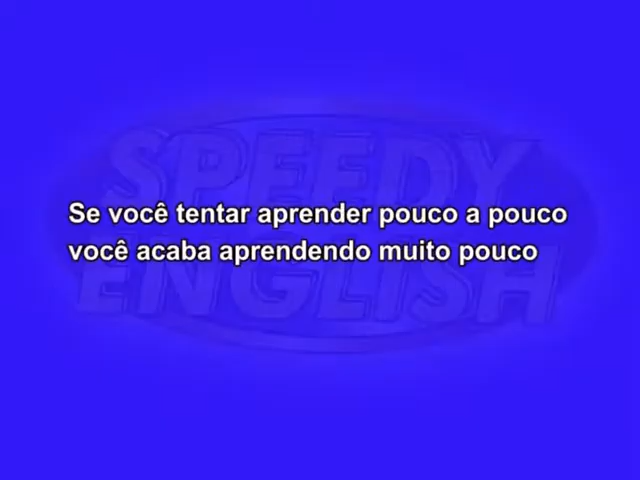 SPEEDY
ENGLISH
Se você tentar aprender pouco a pouco
você acaba aprendendo muito pouco